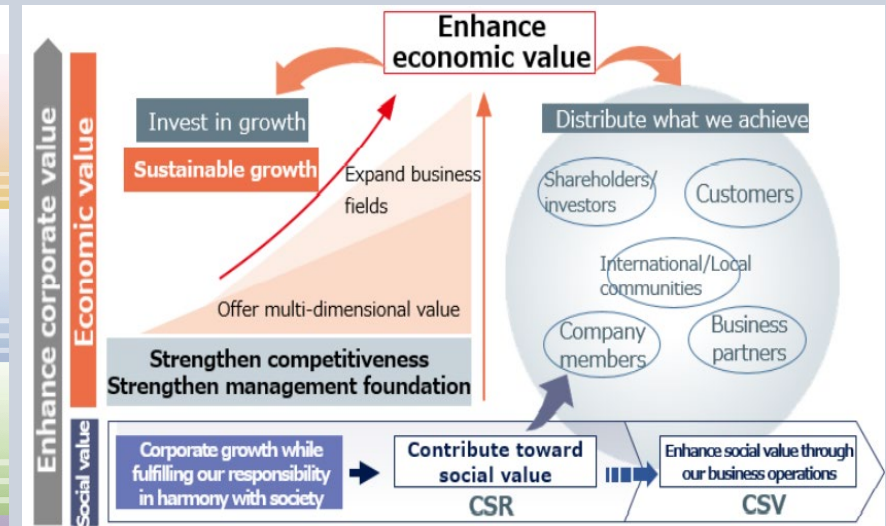 Enhance corporate value
Economic value
Social value
Enhance
economic value
Invest in growth
Sustainable growth
Expand business
fields
Offer multi-dimensional value
Strengthen competitiveness
Strengthen management foundation
Distribute what we achieve
Shareholders/
investors
Customers
International/Local
communities
Company
members
Business
partners
Corporate growth while
fulfilling our responsibility
in harmony with society
Contribute toward
social value
CSR
Enhance social value through
our business operations
CSV